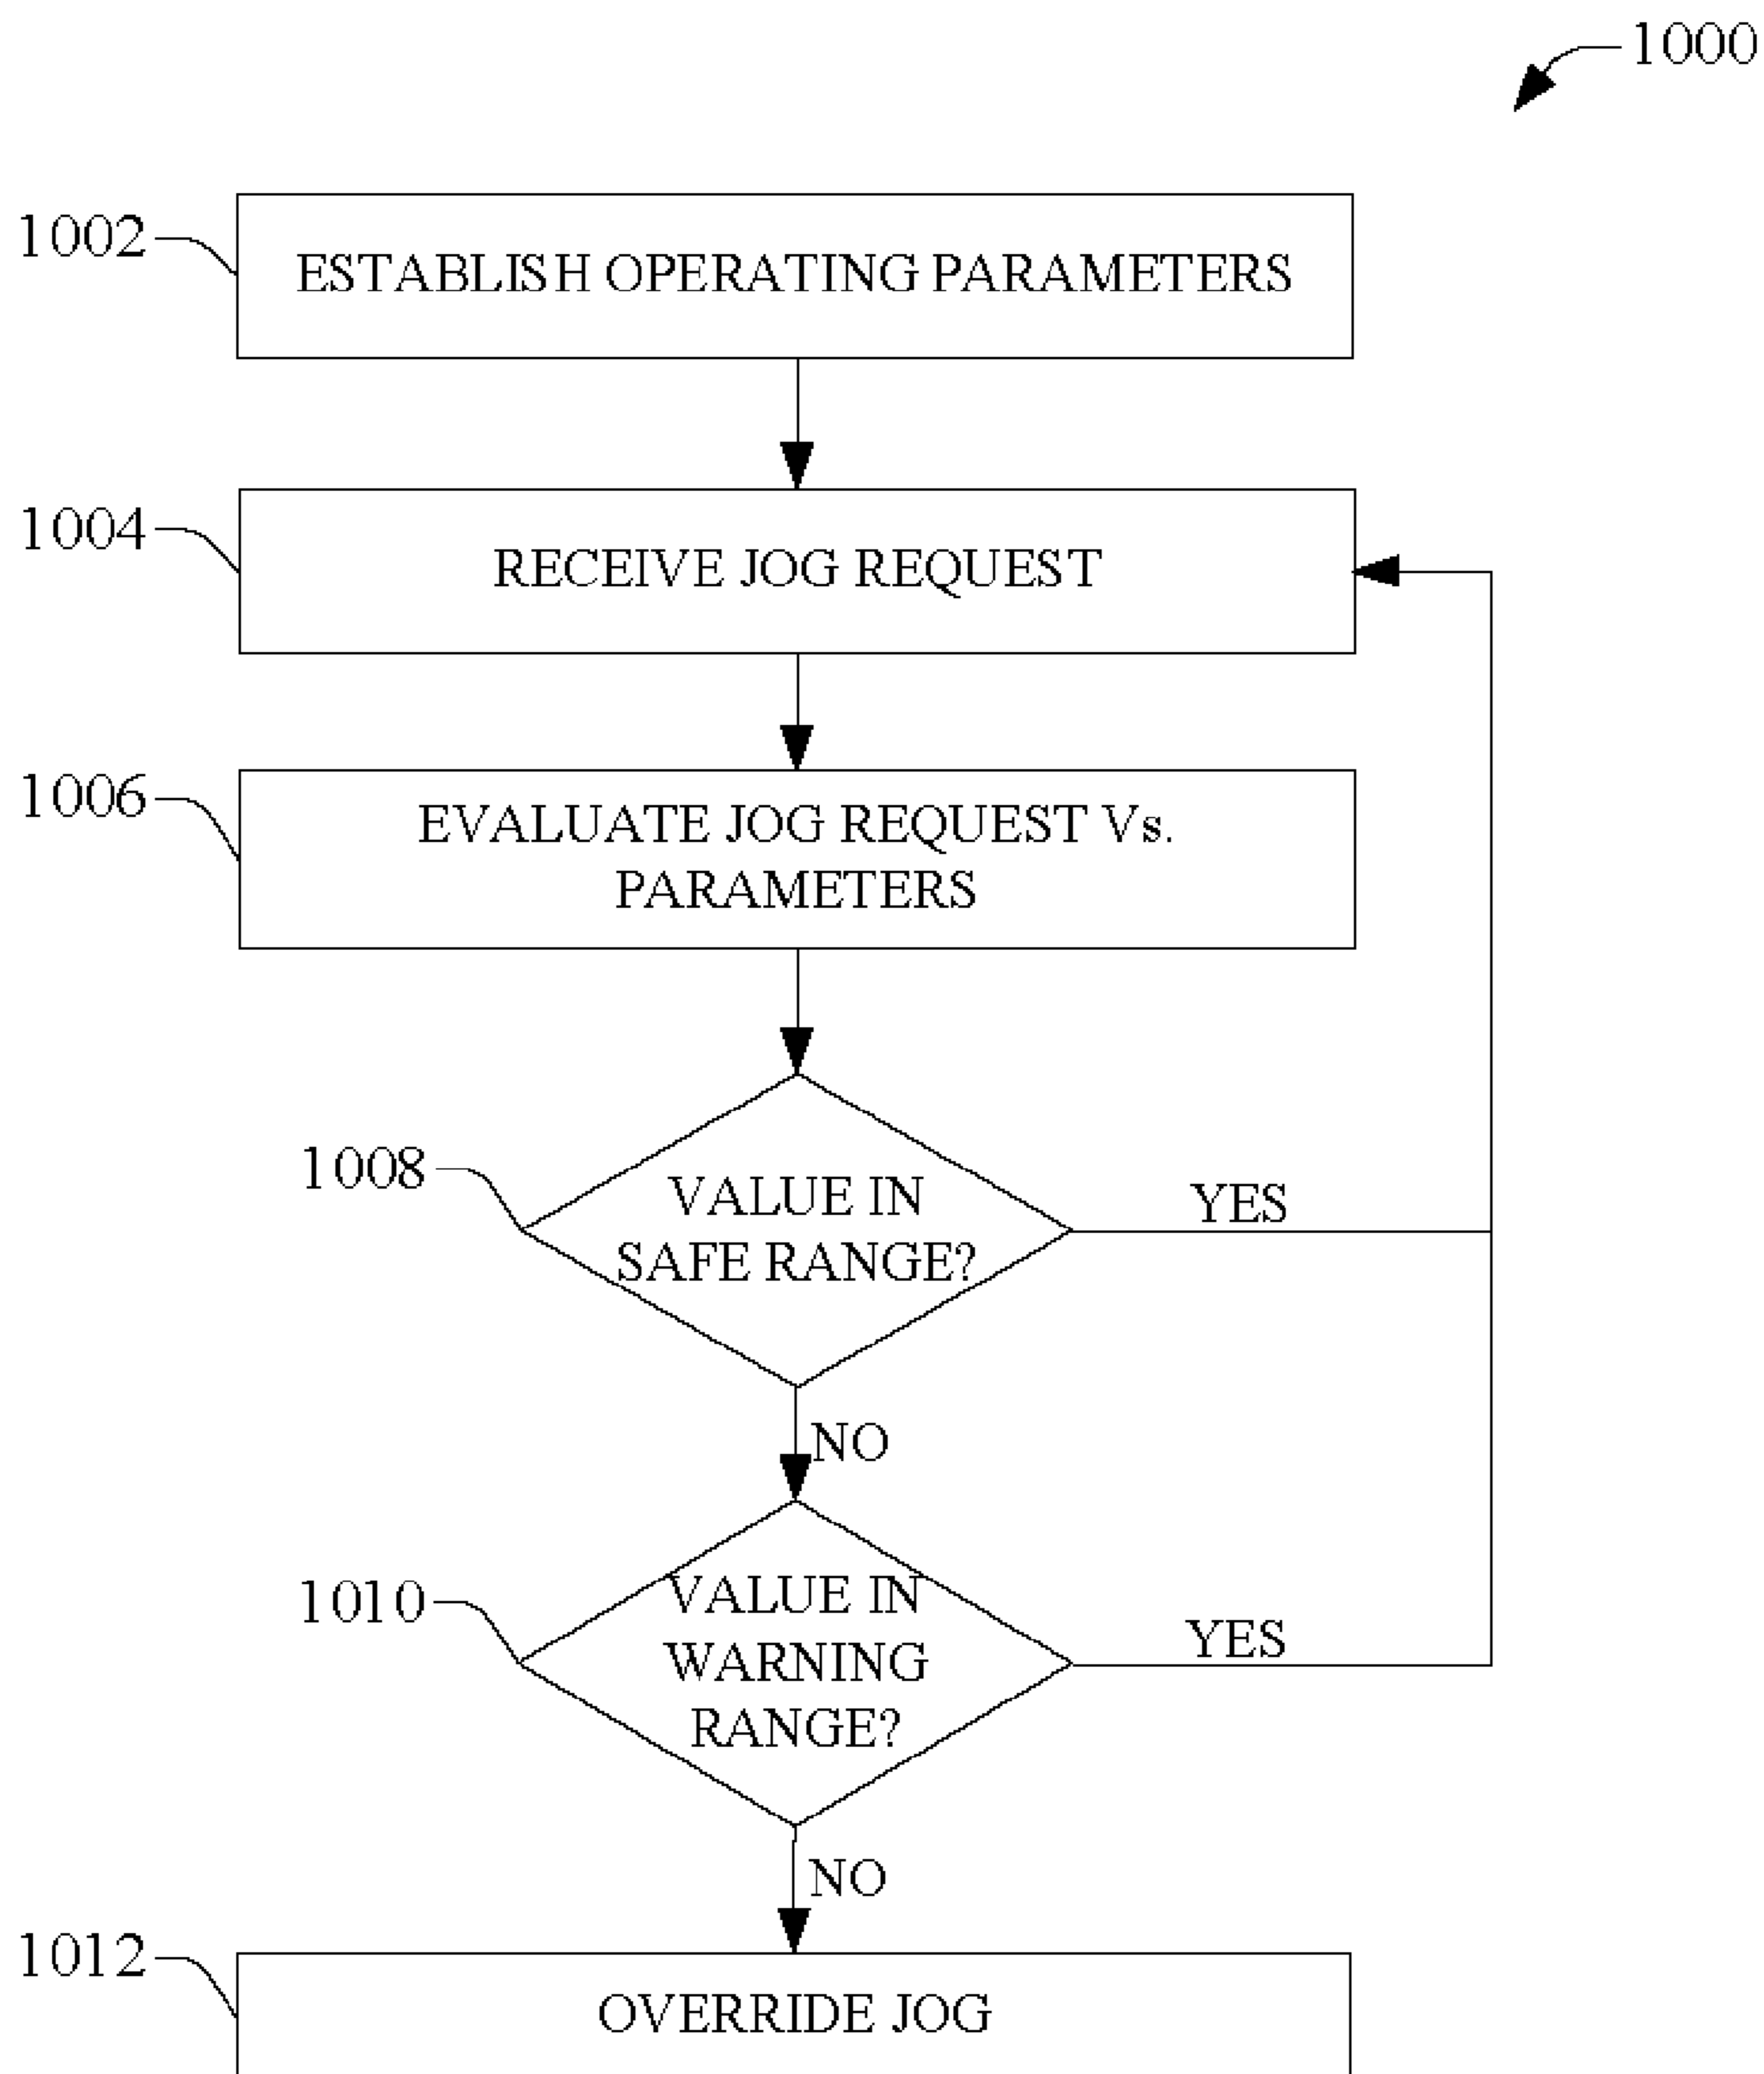 1000
1002
ESTABLISH OPERATING PARAMETERS
1004
RECEIVE JOG REQUEST
1006
EVALUATE JOG REQUEST Vs.
PARAMETERS
1008
VALUE IN
SAFE RANGE?
YES
NO
1010
VALUE IN
WARNING
RANGE?
YES
NO
1012
OVERRIDE JOG